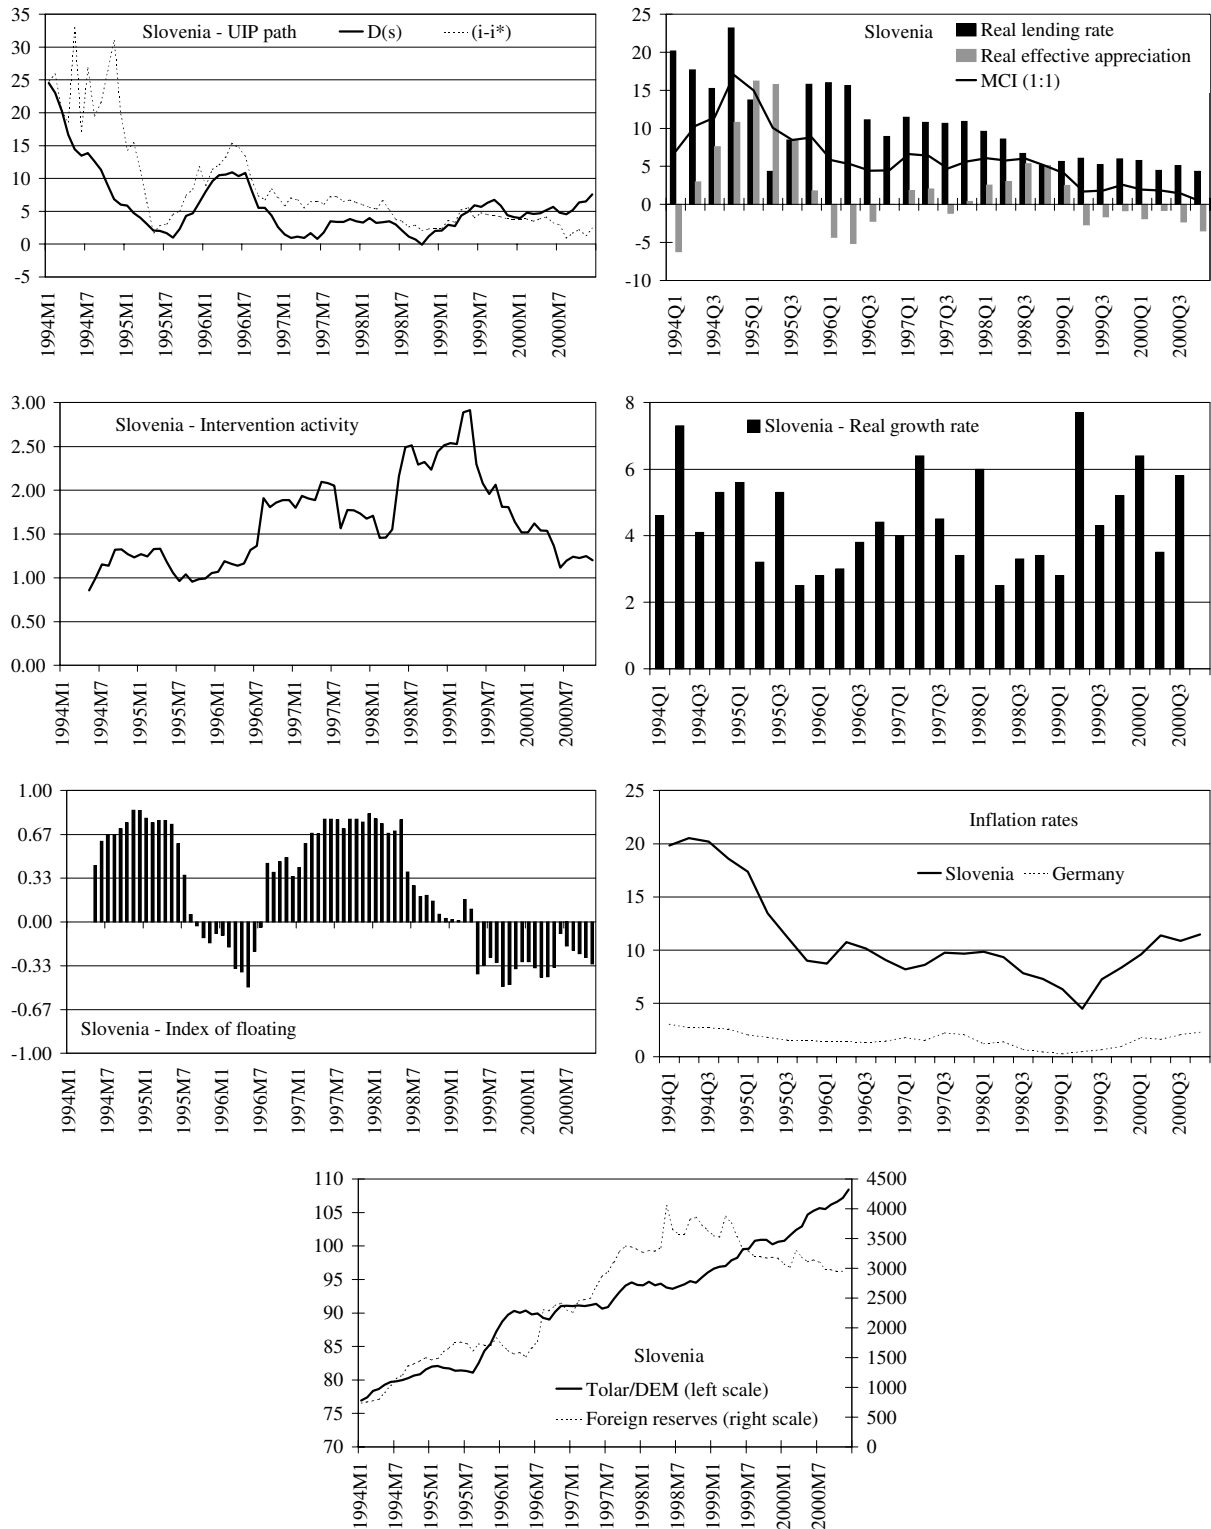 Slovenia - UIP path D(s) (i-i*)
35
30
25
20
15
10
5
0
-5
1994M1
1994M7
1995M1
1995M7
1996M1
1996M7
1997M1
1997M7
1998M1
1998M7
1999M1
1999M7
2000M1
2000M7
Slovenia
Real lending rate
Real effective appreciation
MCI (1:1)
25
20
15
10
5
0
-5
-10
1994Q1
1994Q3
1995Q1
1995Q3
1996Q1
1996Q3
1997Q1
1997Q3
1998Q1
1998Q3
1999Q1
1999Q3
2000Q1
2000Q3
Slovenia - Intervention activity
3.00
2.50
2.00
1.50
1.00
0.50
0.00
1994M1
1994M7
1995M1
1995M7
1996M1
1996M7
1997M1
1997M7
1998M1
1998M7
1999M1
1999M7
2000M1
2000M7
Slovenia - Real growth rate
8
6
4
2
0
1994Q1
1994Q3
1995Q1
1995Q3
1996Q1
1996Q3
1997Q1
1997Q3
1998Q1
1998Q3
1999Q1
1999Q3
2000Q1
2000Q3
1.00
0.67
0.33
0.00
-0.33
-0.67
-1.00
Slovenia - Index of floating
1994M1
1994M7
1995M1
1995M7
1996M1
1996M7
1997M1
1997M7
1998M1
1998M7
1999M1
1999M7
2000M1
2000M7
Inflation rates
Slovenia Germany
25
20
15
10
5
0
1994Q1
1994Q3
1995Q1
1995Q3
1996Q1
1996Q3
1997Q1
1997Q3
1998Q1
1998Q3
1999Q1
1999Q3
2000Q1
2000Q3
110
105
100
95
90
85
80
75
70
4500
4000
3500
3000
2500
2000
1500
1000
500
0
Slovenia
Tolar/DEM (left scale)
Foreign reserves (right scale)
1994M1
1994M7
1995M1
1995M7
1996M1
1996M7
1997M1
1997M7
1998M1
1998M7
1999M1
1999M7
2000M1
2000M7